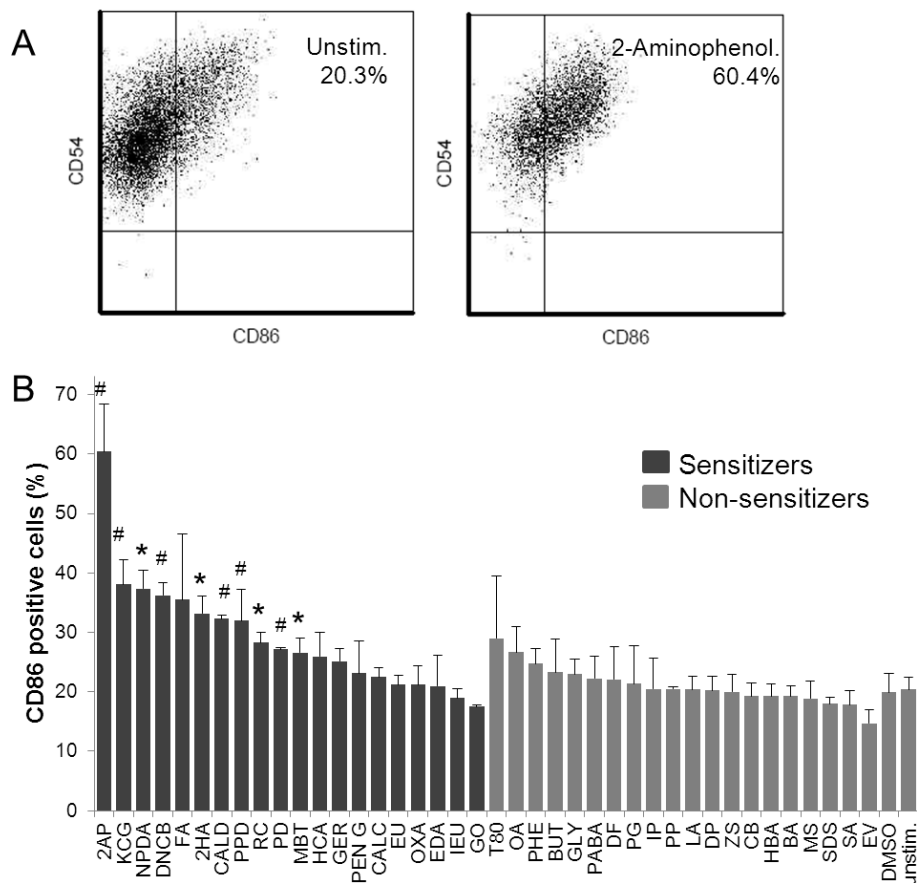 A
Unstim.
20.3%
CD54
CD86
2-Aminophenol.
60.4%
CD54
CD86
B
CD86 positive cells (%)
70
60
50
40
30
20
10
0
#
#
*
#
*
#
#
*
#
*
Sensitizers
Non-sensitizers
2AP
KCG
NPDA
DNCB
FA
2HA
CALD
PPD
RC
PD
MBT
HCA
GER
PEN G
CALC
EU
OXA
EDA
IEU
GO
T80
OA
PHE
BUT
GLY
PABA
DF
PG
IP
PP
LA
DP
ZS
CB
HBA
BA
MS
SDS
SA
EV
DMSO
unstim.